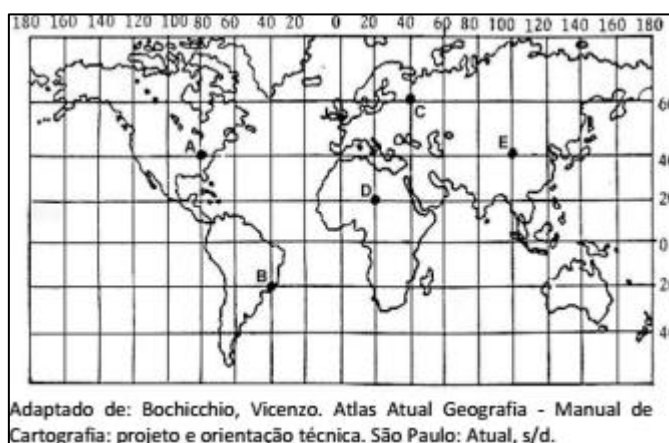 180 160 140 120 100 80 60 40 0 20 40 60 80 100 120 140 160 180
C
60
A
E
40
D
20
0
B
20
40
Adaptado de: Bochicchio, Vicenzo. Atlas Atual Geografia - Manual de
Cartografia: projeto e orientação técnica. São Paulo: Atual, s/d.